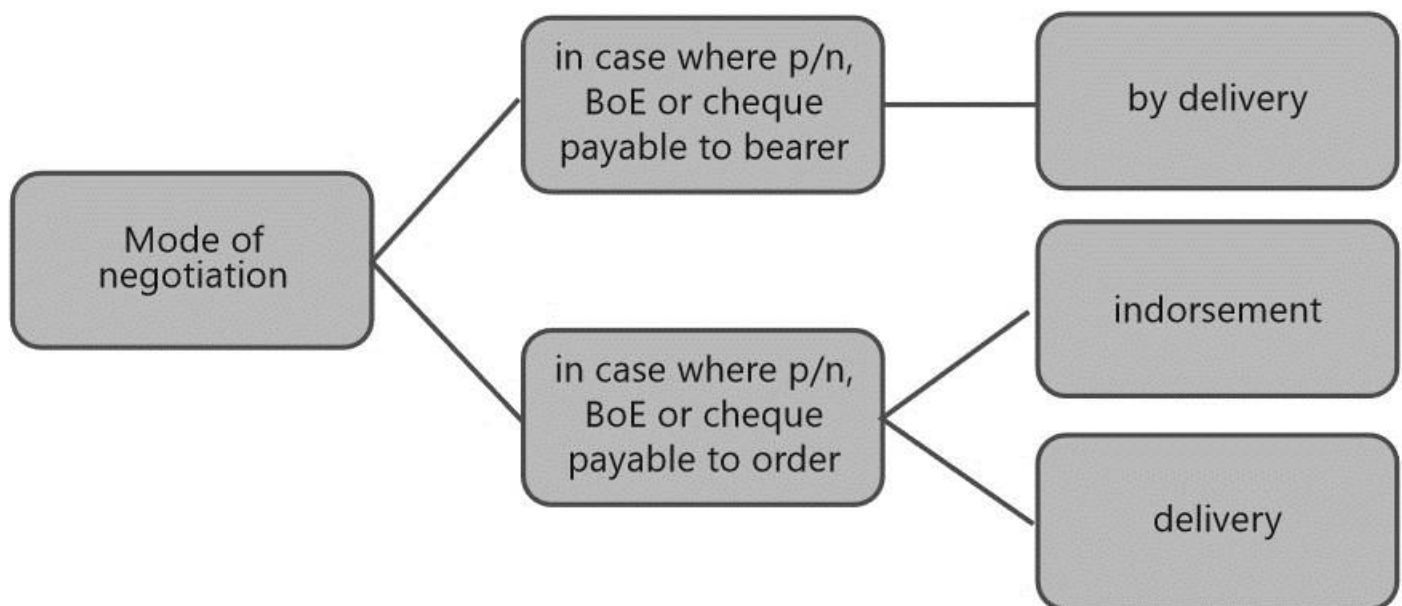 Mode of
negotiation
in case where p/n,
BoE or cheque
payable to bearer
by delivery
in case where p/n,
BoE or cheque
payable to order
indorsement
delivery